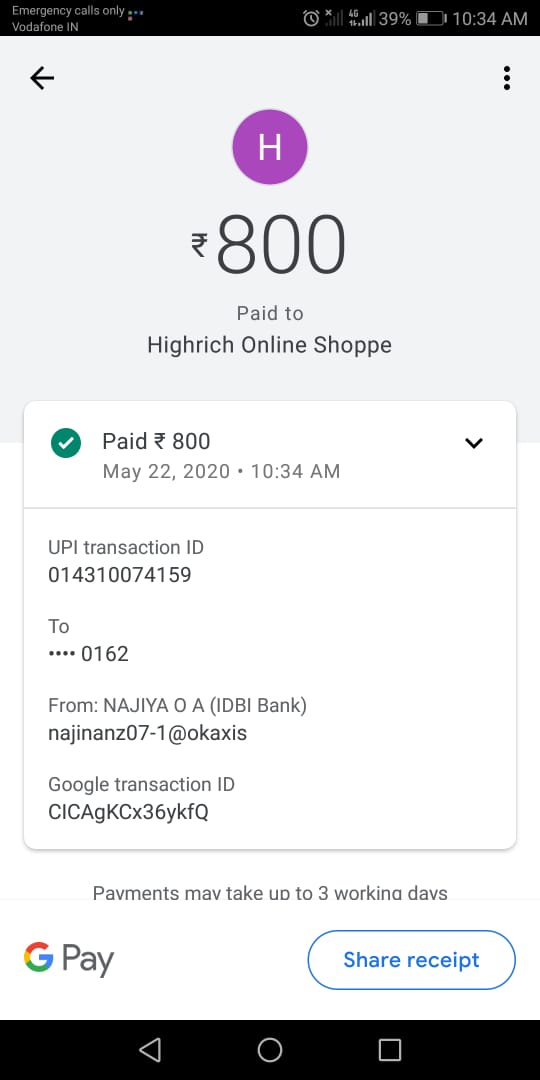 Emergency calls only
Vodafone IN
4G 39% 10:34 AM
H
₹800
Paid to
Highrich Online Shoppe
Paid ₹ 800
May 22, 2020 • 10:34 AM
UPI transaction ID
014310074159
To
•••• 0162
From: NAJIYA O A (IDBI Bank)
najinanz07-1@okaxis
Google transaction ID
CICAgKCx36ykfQ
Payments may take up to 3 working days
G Pay
Share receipt